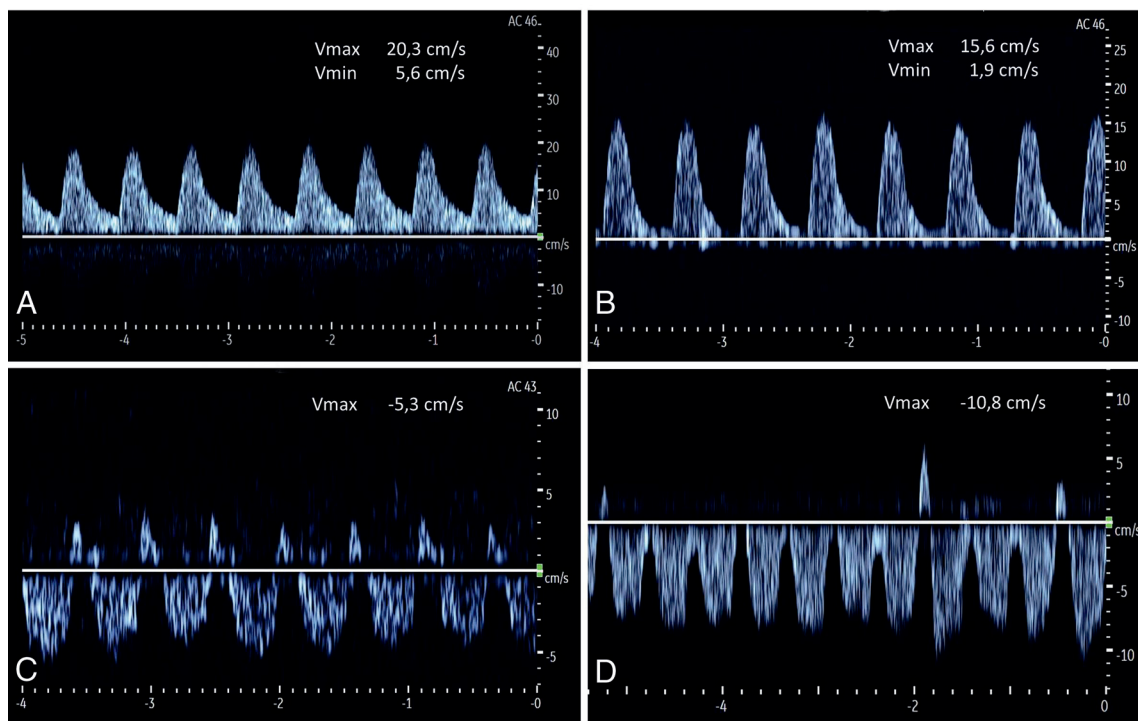 AC 46
Vmax 20,3 cm/s
Vmin 5,6 cm/s
40
30
20
10
cm/s
-10
A
-5 -4 -3 -2 -1 -0
AC 46
Vmax 15,6 cm/s
Vmin 1,9 cm/s
25
20
15
10
5
cm/s
-5
-10
B
-4 -3 -2 -1 -0
AC 43
Vmax -5,3 cm/s
10
5
cm/s
-5
C
-4 -3 -2 -1 -0
Vmax -10,8 cm/s
10
5
cm/s
-5
-10
D
-4 -2 0